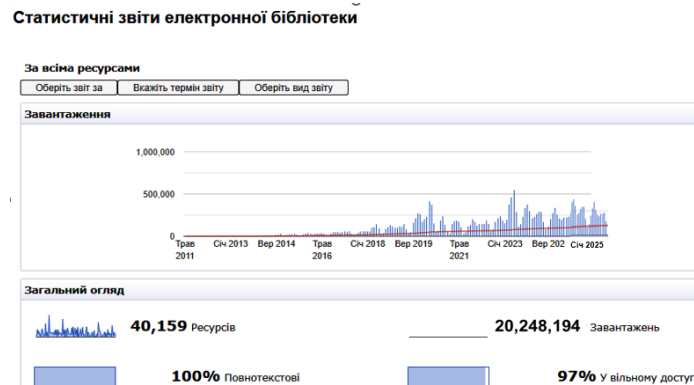 Статистичні звіти електронної бібліотеки
За всіма ресурсами
Оберіть звіт за Вкажіть термін звіту Оберіть вид звіту
Завантаження
1,000,000
500,000
0
Трав 2011 Січ 2013 Вер 2014 Трав 2016 Січ 2018 Вер 2019 Трав 2021 Січ 2023 Вер 202 Січ 2025
Загальний огляд
40,159 Ресурсів 20,248,194 Завантажень
100% Повнотекстові 97% У вільному доступ